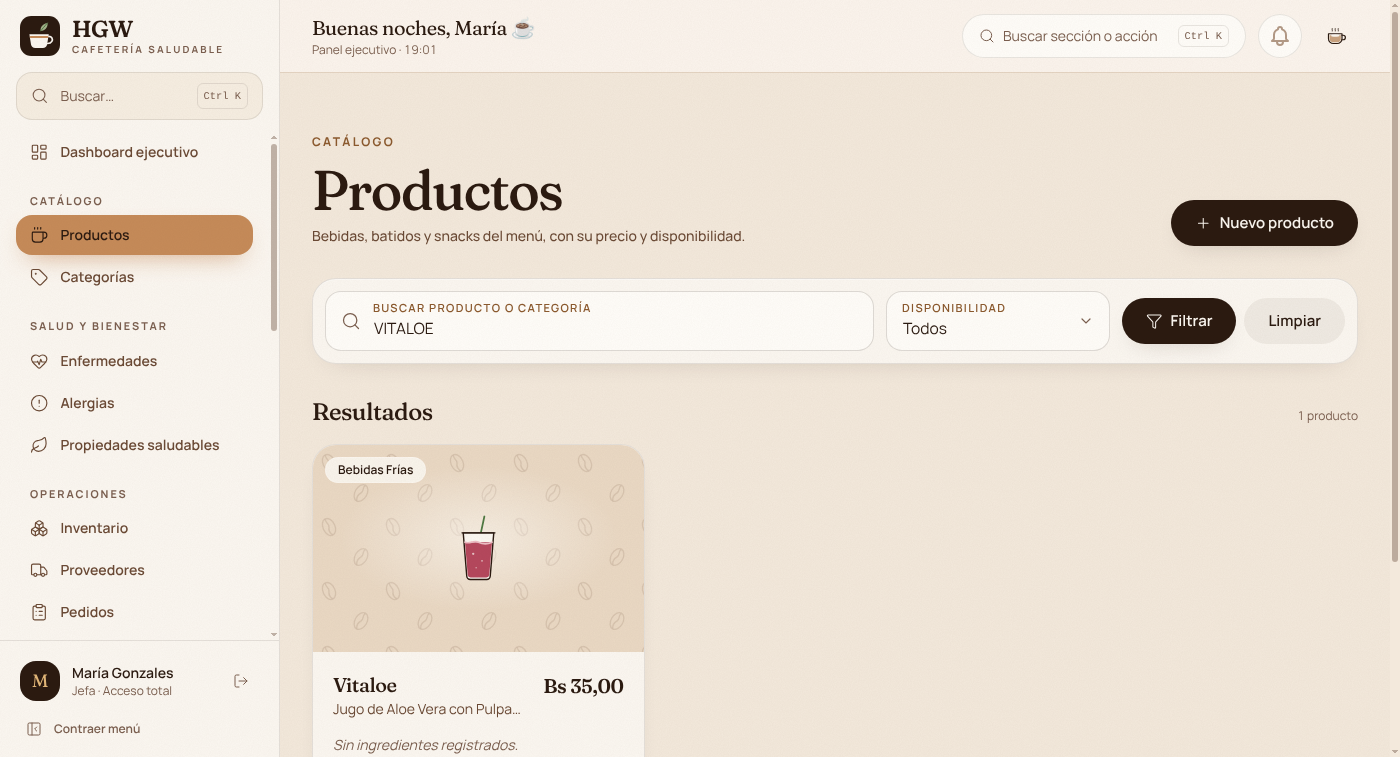 HGW
CAFETERÍA SALUDABLE
Buscar...
Ctrl K
Dashboard ejecutivo
CATÁLOGO
Productos
Categorías
SALUD Y BIENESTAR
Enfermedades
Alergias
Propiedades saludables
OPERACIONES
Inventario
Proveedores
Pedidos
M
María Gonzales
Jefa · Acceso total
Contraer menú
Buenas noches, María ☕
Panel ejecutivo · 19:01
Buscar sección o acción
Ctrl K
CATÁLOGO
Productos
Bebidas, batidos y snacks del menú, con su precio y disponibilidad.
+ Nuevo producto
BUSCAR PRODUCTO O CATEGORÍA
VITALOE
DISPONIBILIDAD
Todos
Filtrar
Limpiar
Resultados
1 producto
Bebidas Frías
Vitaloe
Bs 35,00
Jugo de Aloe Vera con Pulpa...
Sin ingredientes registrados.